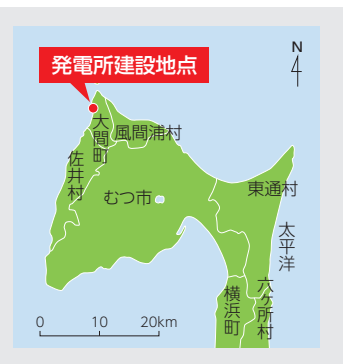 N
発電所建設地点
大間町
風間浦村
佐井村
むつ市
東通村
太平洋
横浜町
六ヶ所村
0 10 20km